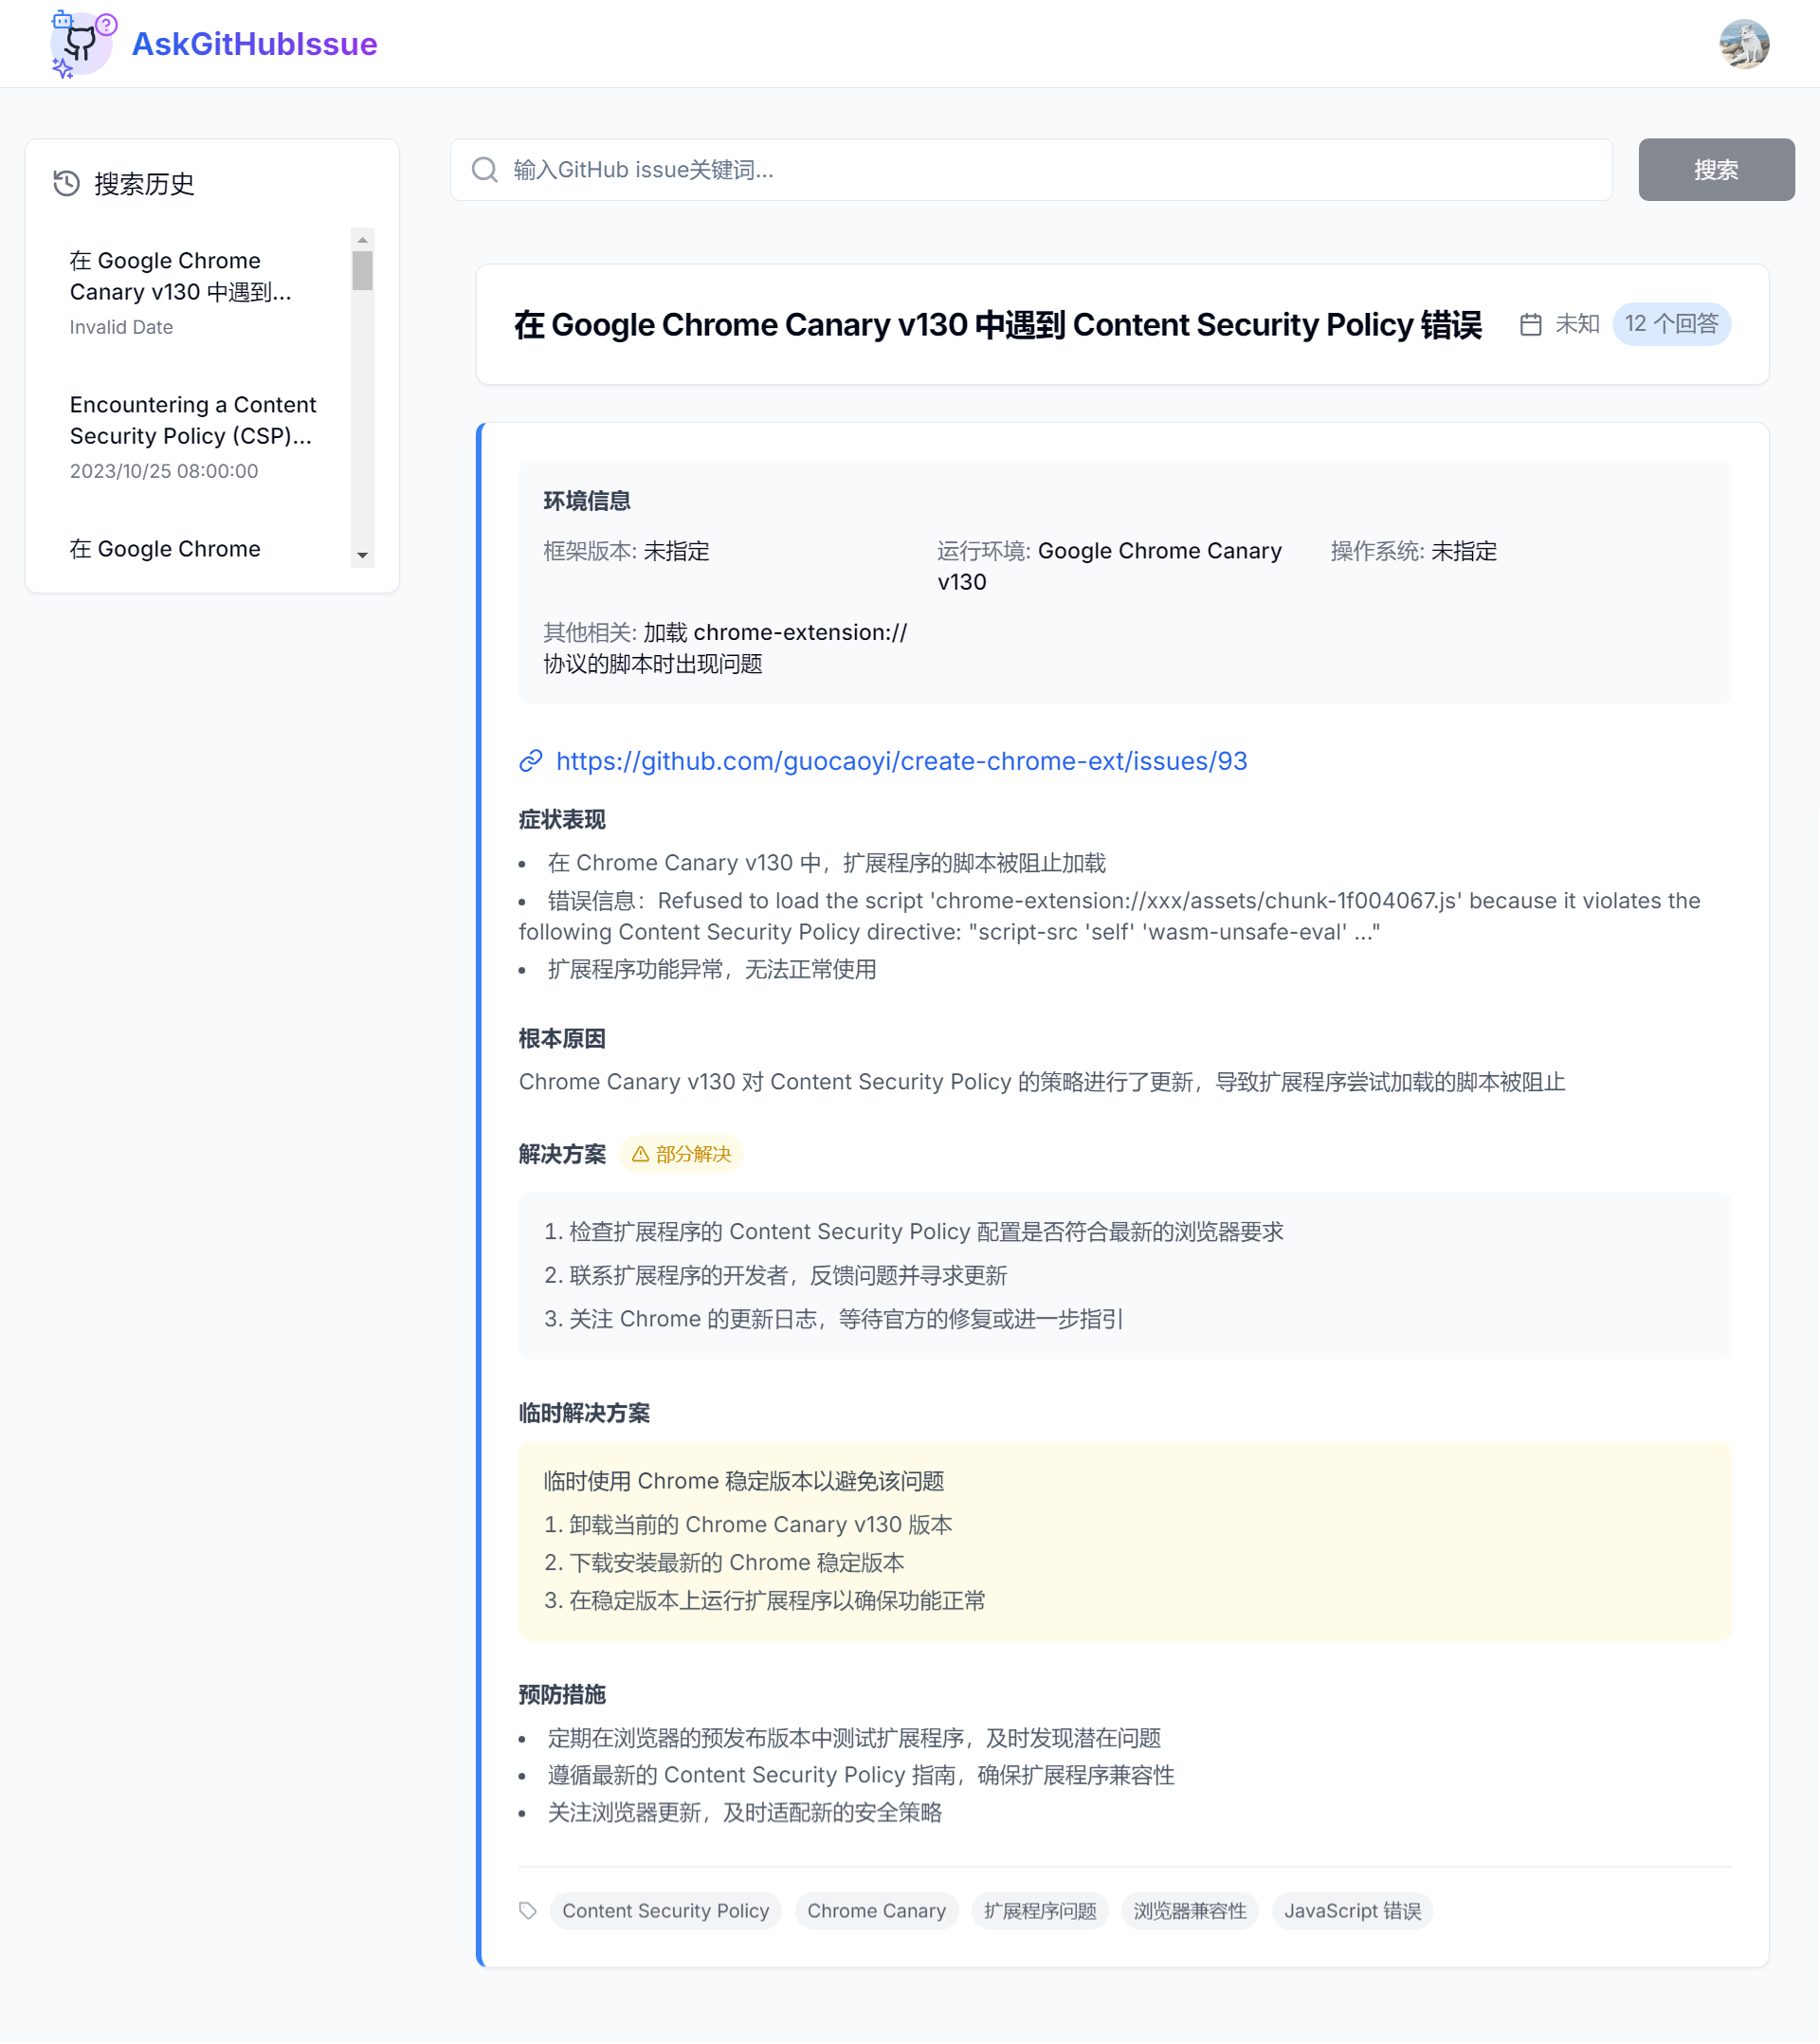 AskGitHubIssue
搜索历史
在 Google Chrome
Canary v130 中遇到...
Invalid Date
Encountering a Content
Security Policy (CSP)...
2023/10/25 08:00:00
在 Google Chrome
输入GitHub issue关键词...
搜索
在 Google Chrome Canary v130 中遇到 Content Security Policy 错误
未知
12 个回答
环境信息
框架版本: 未指定
运行环境: Google Chrome Canary
v130
操作系统: 未指定
其他相关: 加载 chrome-extension://
协议的脚本时出现问题
https://github.com/guocaoyi/create-chrome-ext/issues/93
症状表现
• 在 Chrome Canary v130 中，扩展程序的脚本被阻止加载
• 错误信息：Refused to load the script 'chrome-extension://xxx/assets/chunk-1f004067.js' because it violates the
following Content Security Policy directive: "script-src 'self' 'wasm-unsafe-eval' ..."
• 扩展程序功能异常，无法正常使用
根本原因
Chrome Canary v130 对 Content Security Policy 的策略进行了更新，导致扩展程序尝试加载的脚本被阻止
解决方案 部分解决
1. 检查扩展程序的 Content Security Policy 配置是否符合最新的浏览器要求
2. 联系扩展程序的开发者，反馈问题并寻求更新
3. 关注 Chrome 的更新日志，等待官方的修复或进一步指引
临时解决方案
临时使用 Chrome 稳定版本以避免该问题
1. 卸载当前的 Chrome Canary v130 版本
2. 下载安装最新的 Chrome 稳定版本
3. 在稳定版本上运行扩展程序以确保功能正常
预防措施
• 定期在浏览器的预发布版本中测试扩展程序，及时发现潜在问题
• 遵循最新的 Content Security Policy 指南，确保扩展程序兼容性
• 关注浏览器更新，及时适配新的安全策略
Content Security Policy
Chrome Canary
扩展程序问题
浏览器兼容性
JavaScript 错误